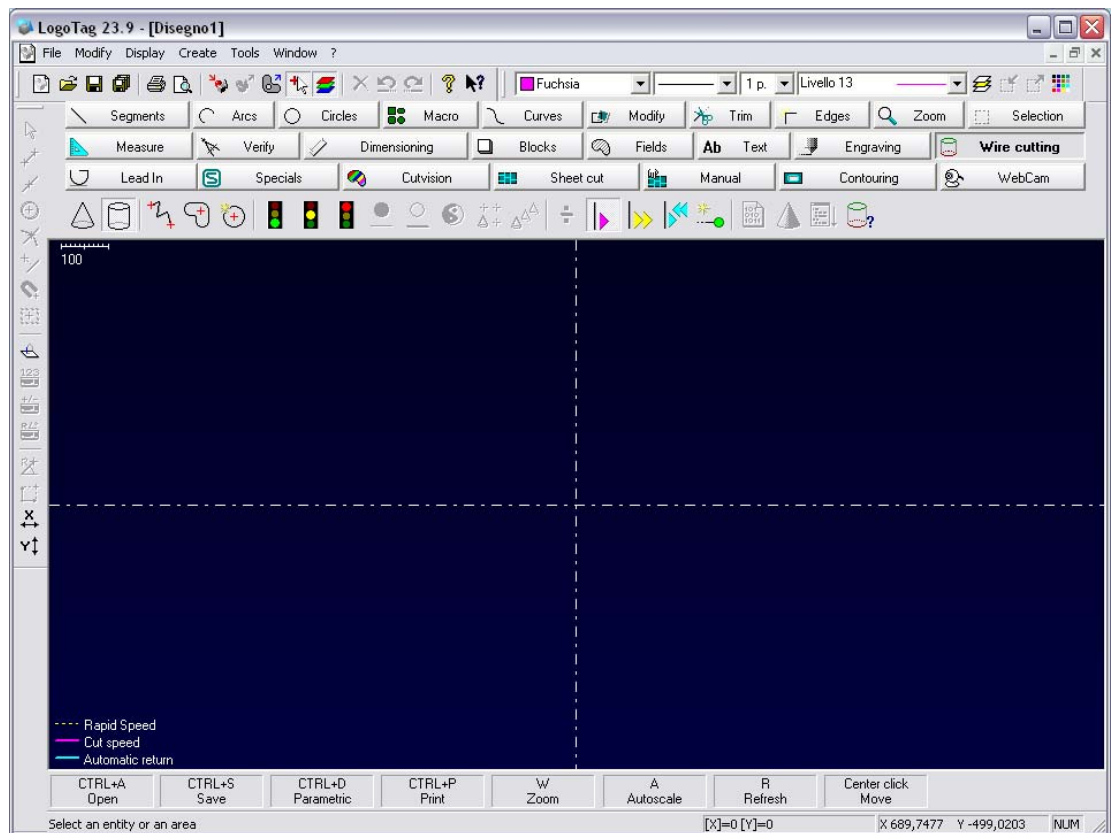 LogoTag 23.9 - [Disegno1]
File Modify Display Create Tools Window ?
Fuchsia 1 p. Livello 13
Segments Arcs Circles Macro Curves Modify Trim Edges Zoom Selection
Measure Verify Dimensioning Blocks Fields Ab Text Engraving Wire cutting
Lead In S Specials Cutvision Sheet cut Manual Contouring WebCam
100
123
+/-
X
Y
Rapid Speed
Cut speed
Automatic return
CTRL+A CTRL+S CTRL+D CTRL+P W A R Center click
Open Save Parametric Print Zoom Autoscale Refresh Move
Select an entity or an area [X]=0 [Y]=0 X 689,7477 Y -499,0203 NUM